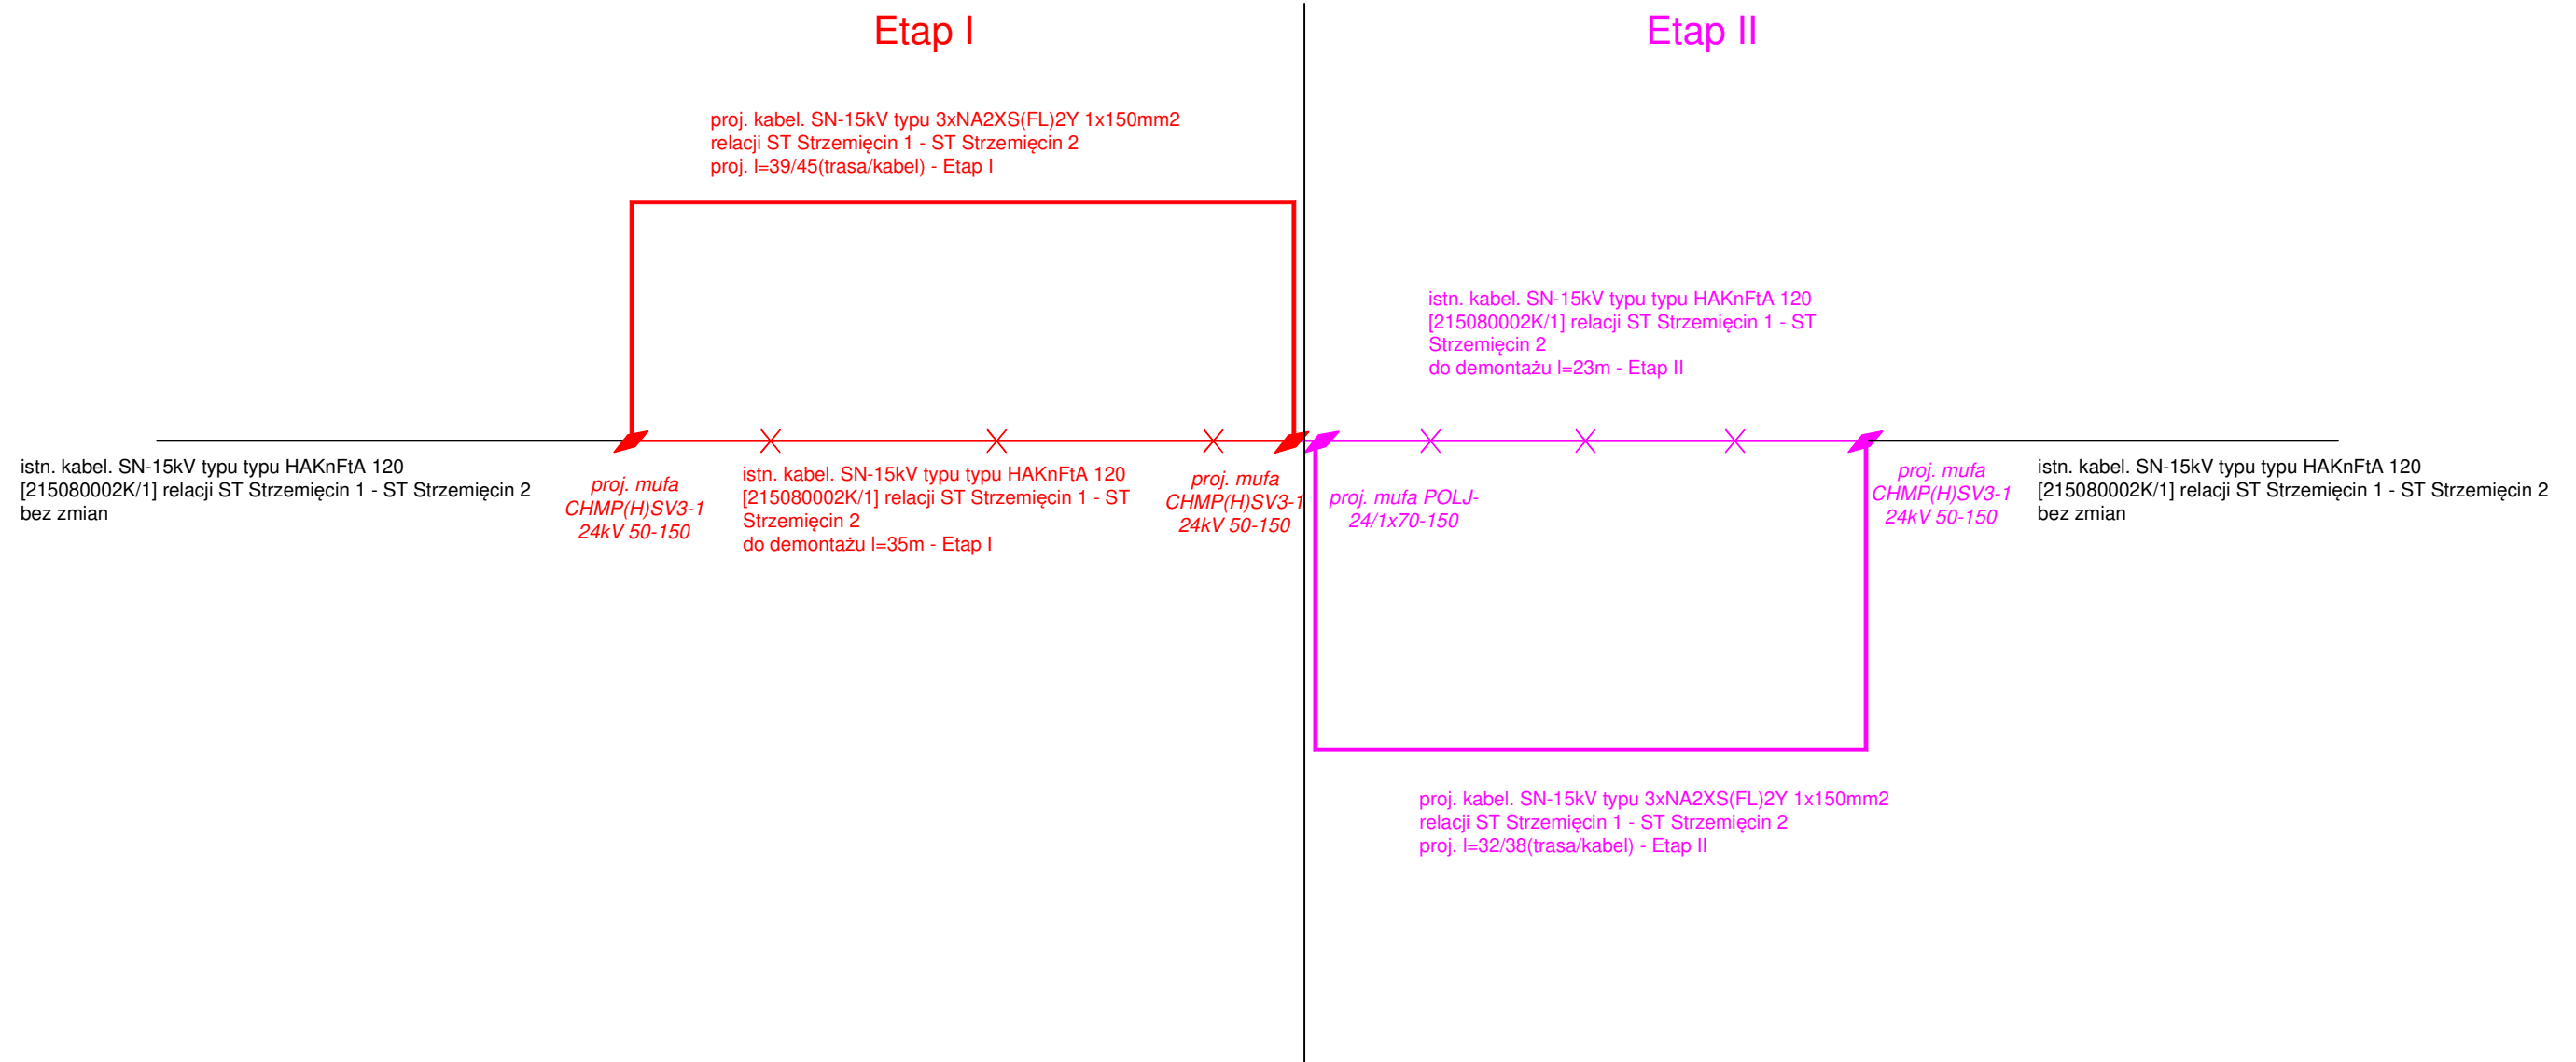 Etap I
Etap II
proj. kabel. SN-15kV typu 3xNA2XS(FL)2Y 1x150mm2
relacji ST Strzemięcin 1 - ST Strzemięcin 2
proj. l=39/45(trasa/kabel) - Etap I
istn. kabel. SN-15kV typu typu HAKnFtA 120
[215080002K/1] relacji ST Strzemięcin 1 - ST
Strzemięcin 2
do demontażu l=23m - Etap II
istn. kabel. SN-15kV typu typu HAKnFtA 120
[215080002K/1] relacji ST Strzemięcin 1 - ST Strzemięcin 2
bez zmian
proj. mufa
CHMP(H)SV3-1
24kV 50-150
istn. kabel. SN-15kV typu typu HAKnFtA 120
[215080002K/1] relacji ST Strzemięcin 1 - ST
Strzemięcin 2
do demontażu l=35m - Etap I
proj. mufa
CHMP(H)SV3-1
24kV 50-150
proj. mufa POLJ-
24/1x70-150
proj. mufa
CHMP(H)SV3-1
24kV 50-150
istn. kabel. SN-15kV typu typu HAKnFtA 120
[215080002K/1] relacji ST Strzemięcin 1 - ST Strzemięcin 2
bez zmian
proj. kabel. SN-15kV typu 3xNA2XS(FL)2Y 1x150mm2
relacji ST Strzemięcin 1 - ST Strzemięcin 2
proj. l=32/38(trasa/kabel) - Etap II